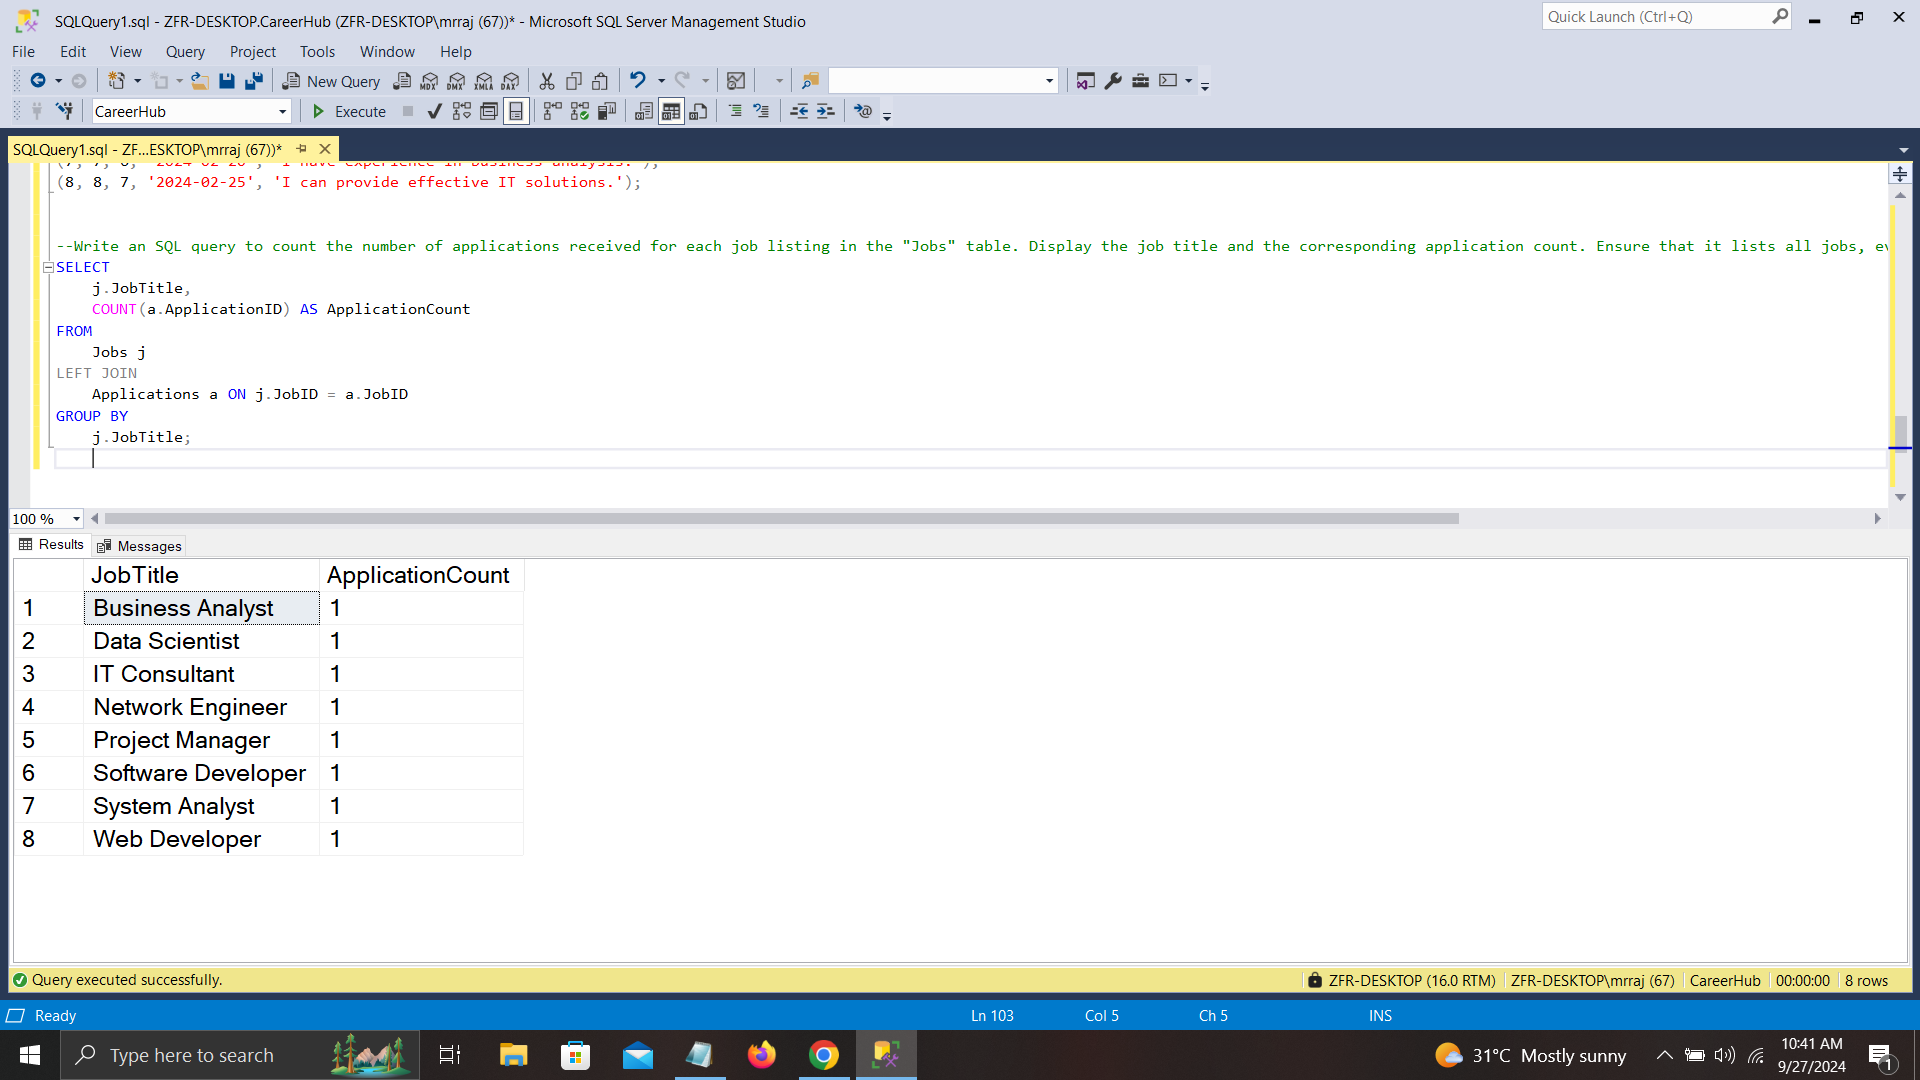 SQLQuery1.sql - ZFR-DESKTOP.CareerHub (ZFR-DESKTOP\mrraj (67))* - Microsoft SQL Server Management Studio
Quick Launch (Ctrl+Q)
File Edit View Query Project Tools Window Help
New Query MDX DMX XMLA DAX
CareerHub Execute
SQLQuery1.sql - ZF...ESKTOP\mrraj (67))*
(7, 7, 6, '2024-02-20', 'I have experience in business analysis.'),
(8, 8, 7, '2024-02-25', 'I can provide effective IT solutions.');
--Write an SQL query to count the number of applications received for each job listing in the "Jobs" table. Display the job title and the corresponding application count. Ensure that it lists all jobs, ev
SELECT
j.JobTitle,
COUNT(a.ApplicationID) AS ApplicationCount
FROM
Jobs j
LEFT JOIN
Applications a ON j.JobID = a.JobID
GROUP BY
j.JobTitle;
100 %
Results Messages
JobTitle ApplicationCount
1 Business Analyst 1
2 Data Scientist 1
3 IT Consultant 1
4 Network Engineer 1
5 Project Manager 1
6 Software Developer 1
7 System Analyst 1
8 Web Developer 1
Query executed successfully. ZFR-DESKTOP (16.0 RTM) ZFR-DESKTOP\mrraj (67) CareerHub 00:00:00 8 rows
Ready Ln 103 Col 5 Ch 5 INS
Type here to search
31°C Mostly sunny
10:41 AM
9/27/2024
1